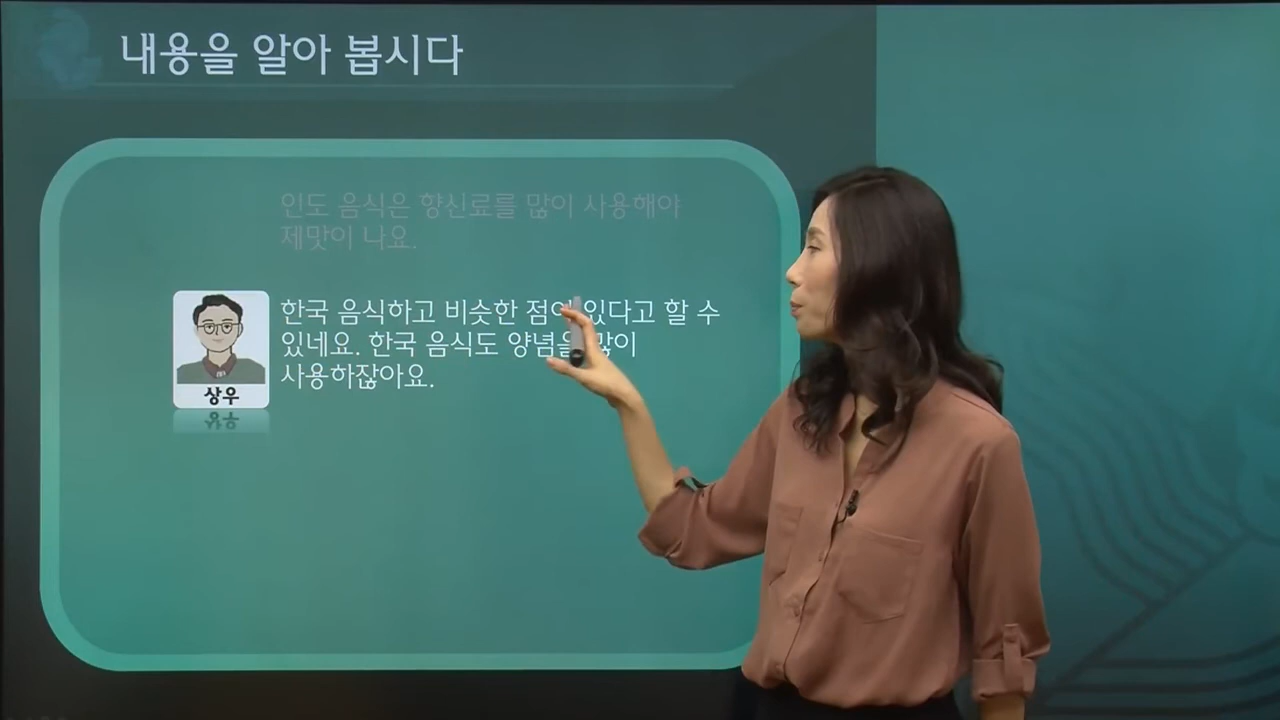 내용을 알아 봅시다
인도 음식은 향신료를 많이 사용해야
제맛이 나요.
한국 음식하고 비슷한 점이 있다고 할 수
있네요. 한국 음식도 양념을 많이
사용하잖아요.
상우